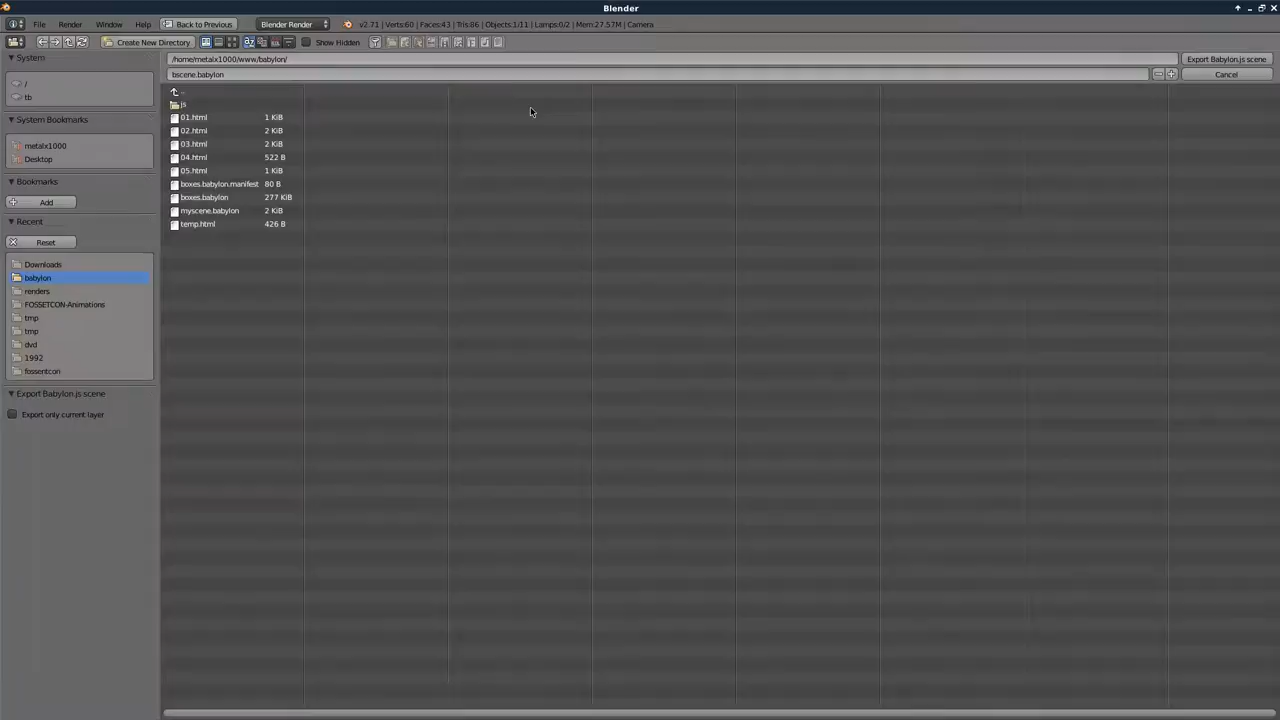 Blender
File Render Window Help Back to Previous Blender Render v2.71 | Verts:60 | Faces:43 | Tris:86 | Objects:1/11 | Lamps:0/2 | Mem:27.57M | Camera
Create New Directory Show Hidden
System
/
tb
System Bookmarks
metalx1000
Desktop
Bookmarks
Add
Recent
Reset
Downloads
babylon
renders
FOSSETCON-Animations
tmp
tmp
dvd
1992
fossentcon
Export Babylon.js scene
Export only current layer
/home/metalx1000/www/babylon/
Export Babylon.js scene
bscene.babylon
Cancel
..
js
01.html 1 KiB
02.html 2 KiB
03.html 2 KiB
04.html 522 B
05.html 1 KiB
boxes.babylon.manifest 80 B
boxes.babylon 277 KiB
myscene.babylon 2 KiB
temp.html 426 B